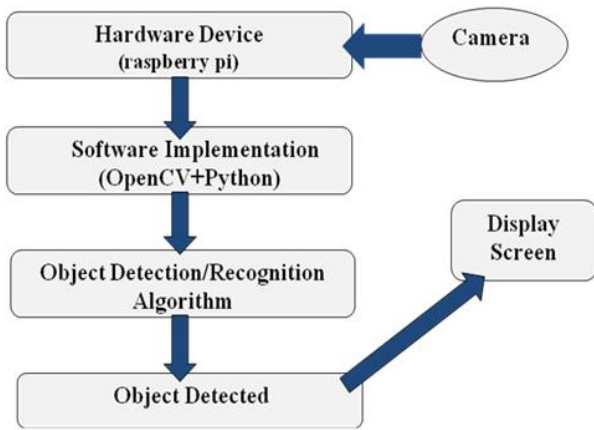 Hardware Device
(raspberry pi)
Camera
Software Implementation
(OpenCV+Python)
Display
Screen
Object Detection/Recognition
Algorithm
Object Detected